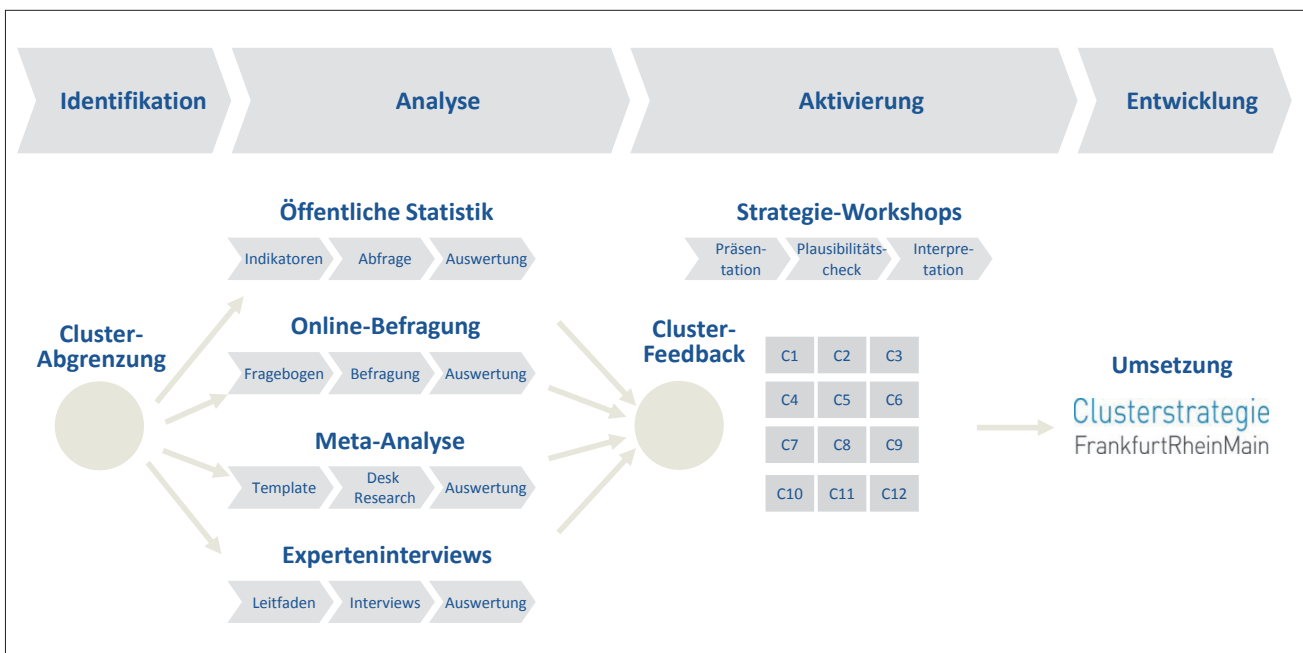 Identifikation
Analyse
Aktivierung
Entwicklung
Öffentliche Statistik
Indikatoren
Abfrage
Auswertung
Strategie-Workshops
Präsen-
tation
Plausibilitäts-
check
Interpre-
tation
Cluster-
Abgrenzung
Online-Befragung
Fragebogen
Befragung
Auswertung
Meta-Analyse
Template
Desk
Research
Auswertung
Experteninterviews
Leitfaden
Interviews
Auswertung
Cluster-
Feedback
C1
C2
C3
C4
C5
C6
C7
C8
C9
C10
C11
C12
Umsetzung
Clusterstrategie
FrankfurtRheinMain